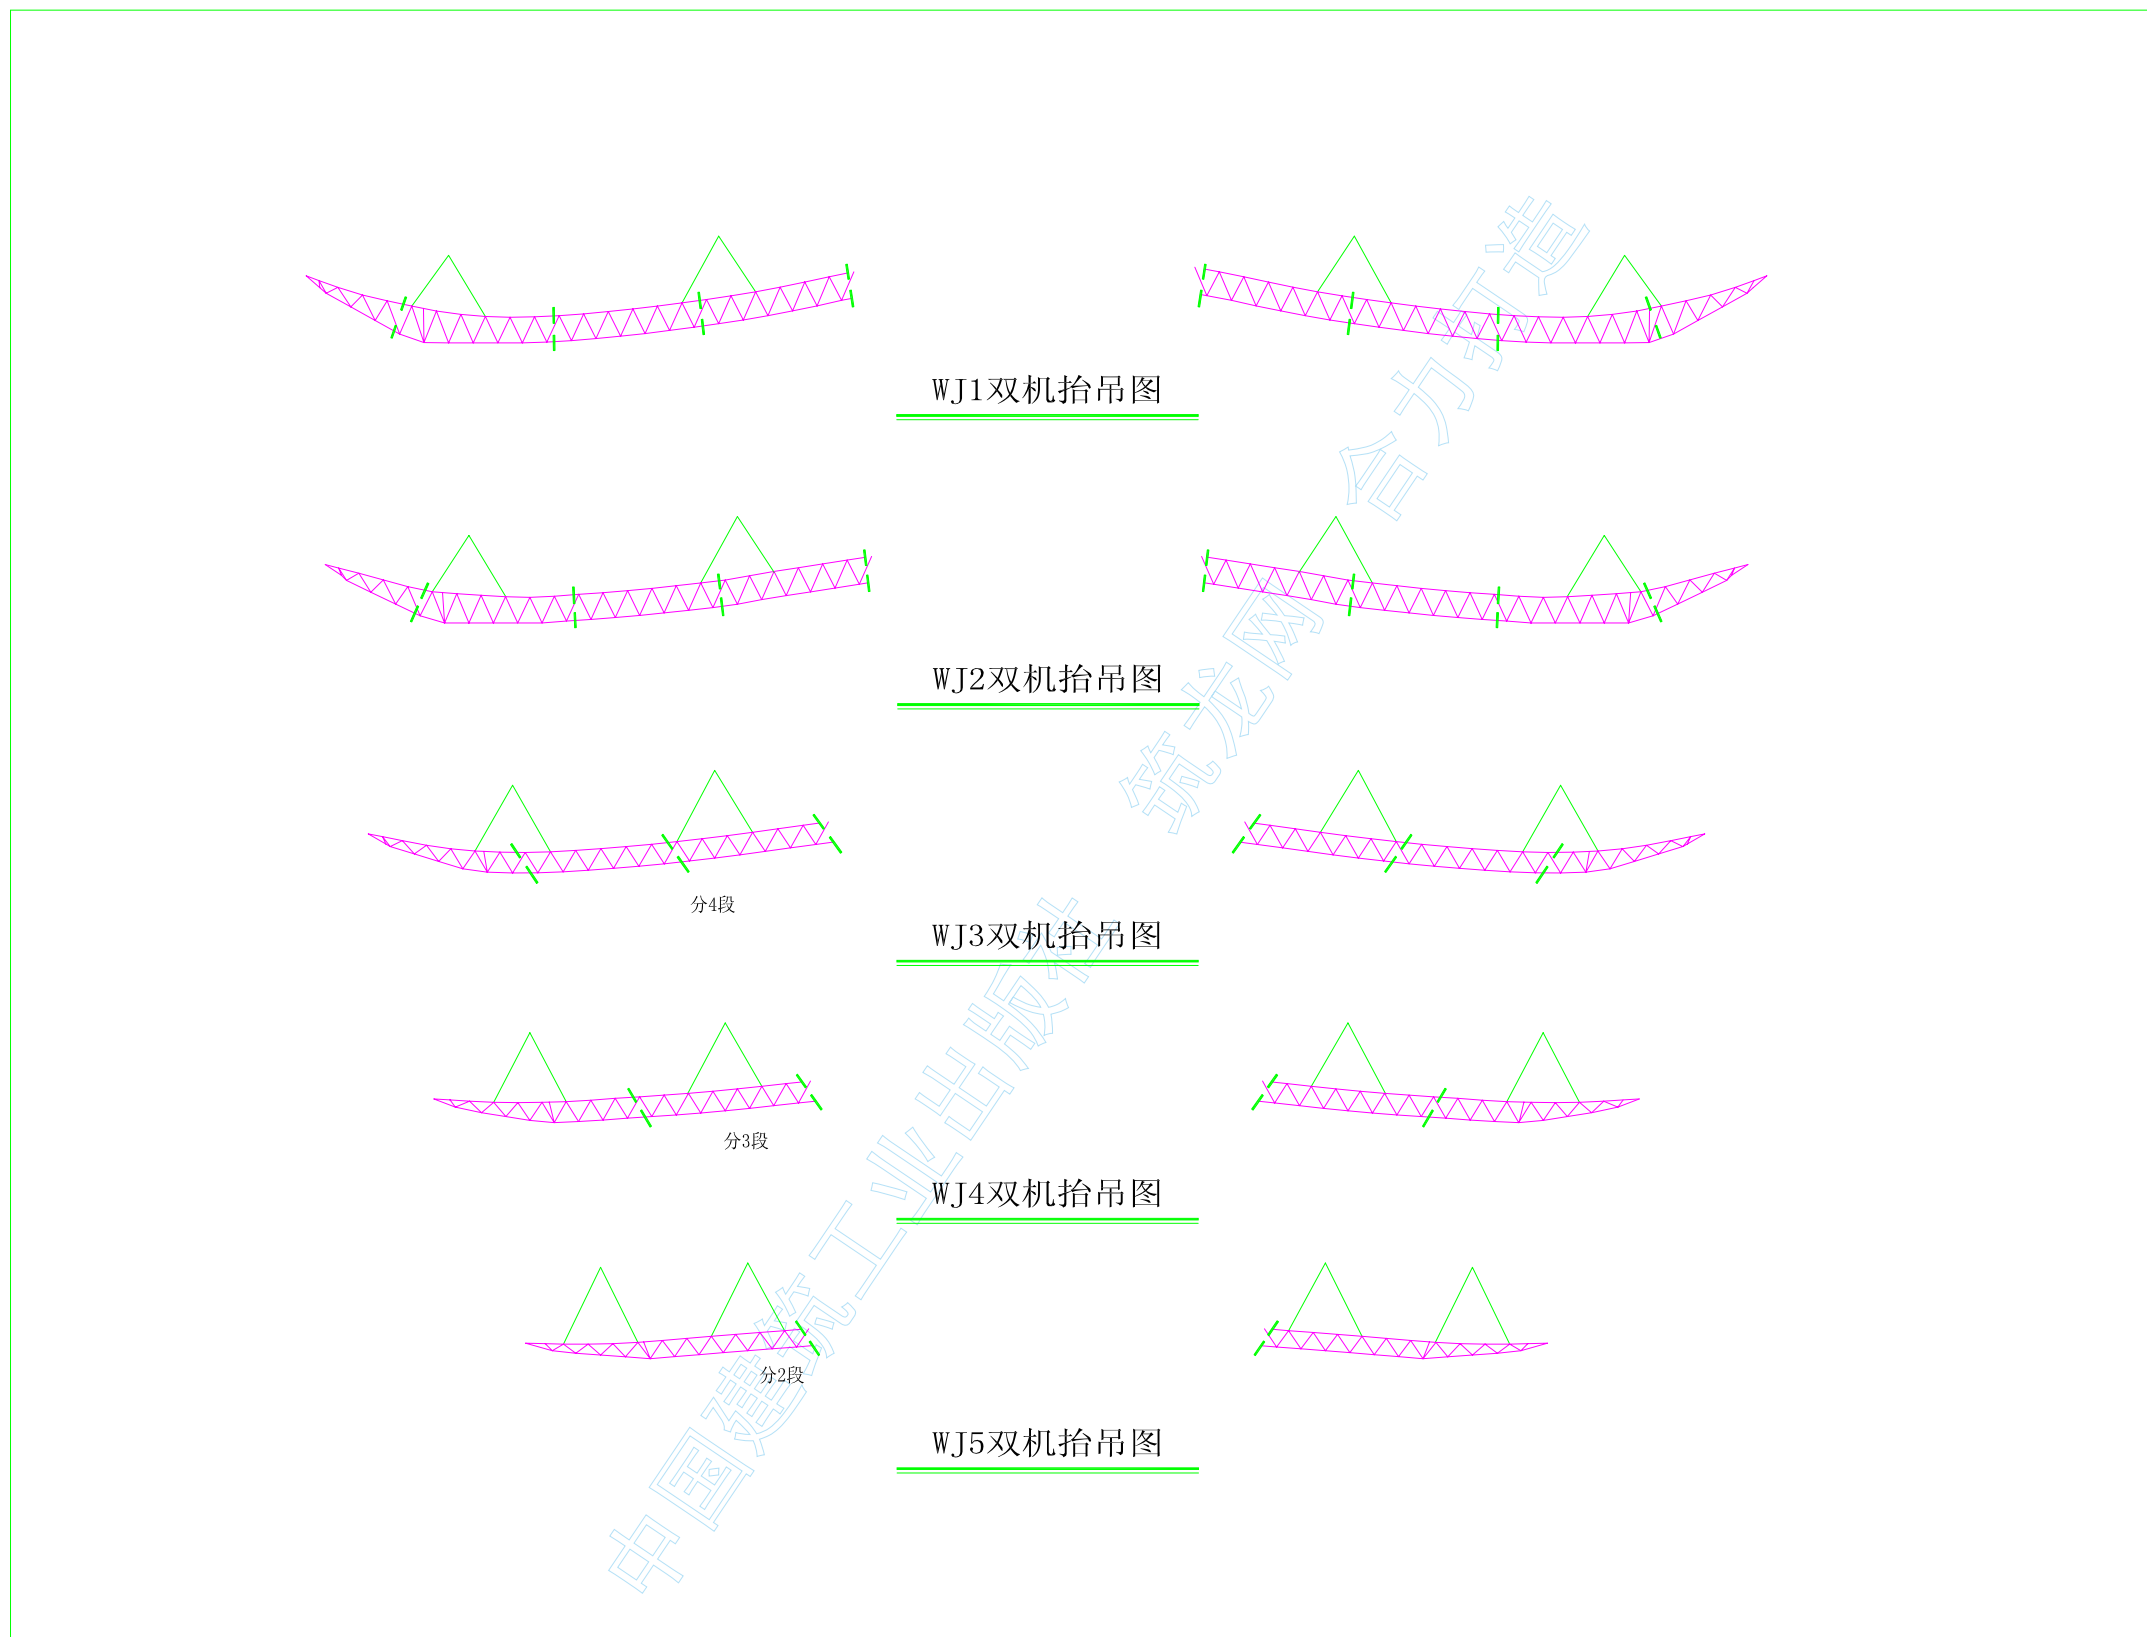 WJ1双机抬吊图
WJ2双机抬吊图
分4段
WJ3双机抬吊图
分3段
WJ4双机抬吊图
分2段
WJ5双机抬吊图
中国建筑工业出版社 筑龙网 合力打造